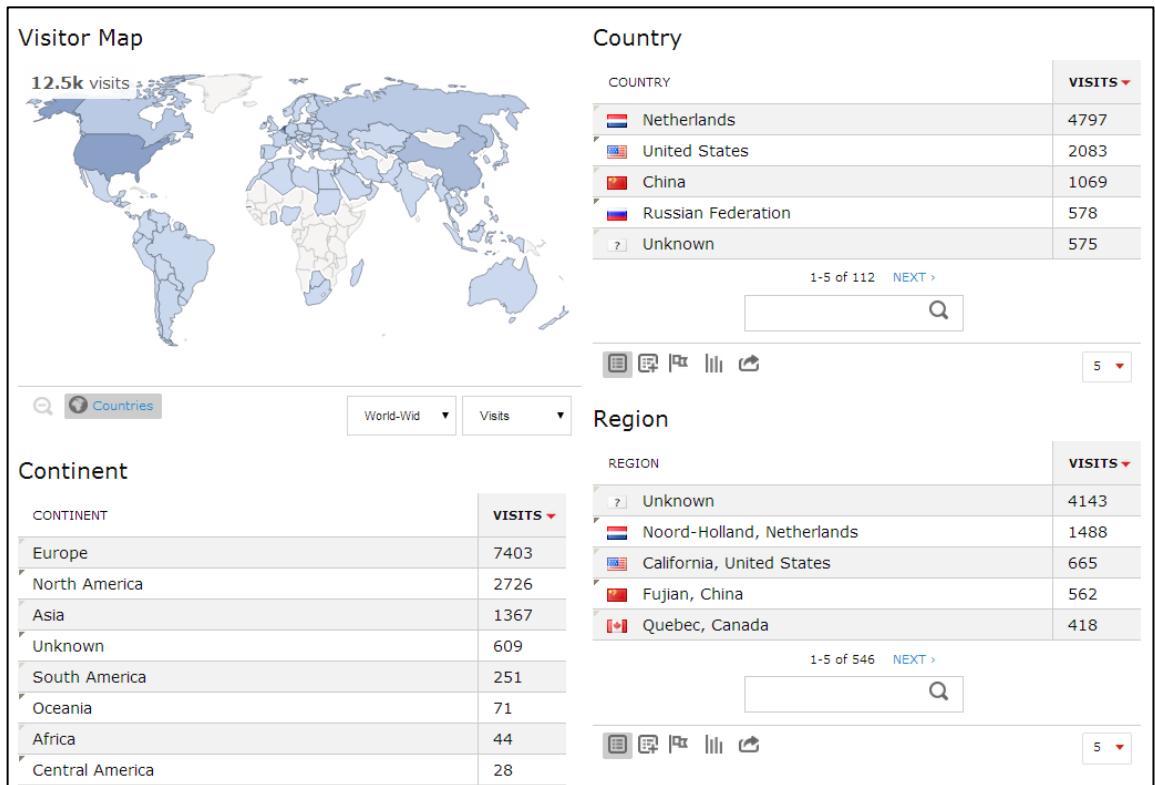 Visitor Map
12.5k visits
Countries
World-Wid ▼
Visits ▼
Continent
CONTINENT VISITS
Europe 7403
North America 2726
Asia 1367
Unknown 609
South America 251
Oceania 71
Africa 44
Central America 28
Country
COUNTRY VISITS
Netherlands 4797
United States 2083
China 1069
Russian Federation 578
? Unknown 575
1-5 of 112 NEXT ›
5
Region
REGION VISITS
? Unknown 4143
Noord-Holland, Netherlands 1488
California, United States 665
Fujian, China 562
Quebec, Canada 418
1-5 of 546 NEXT ›
5